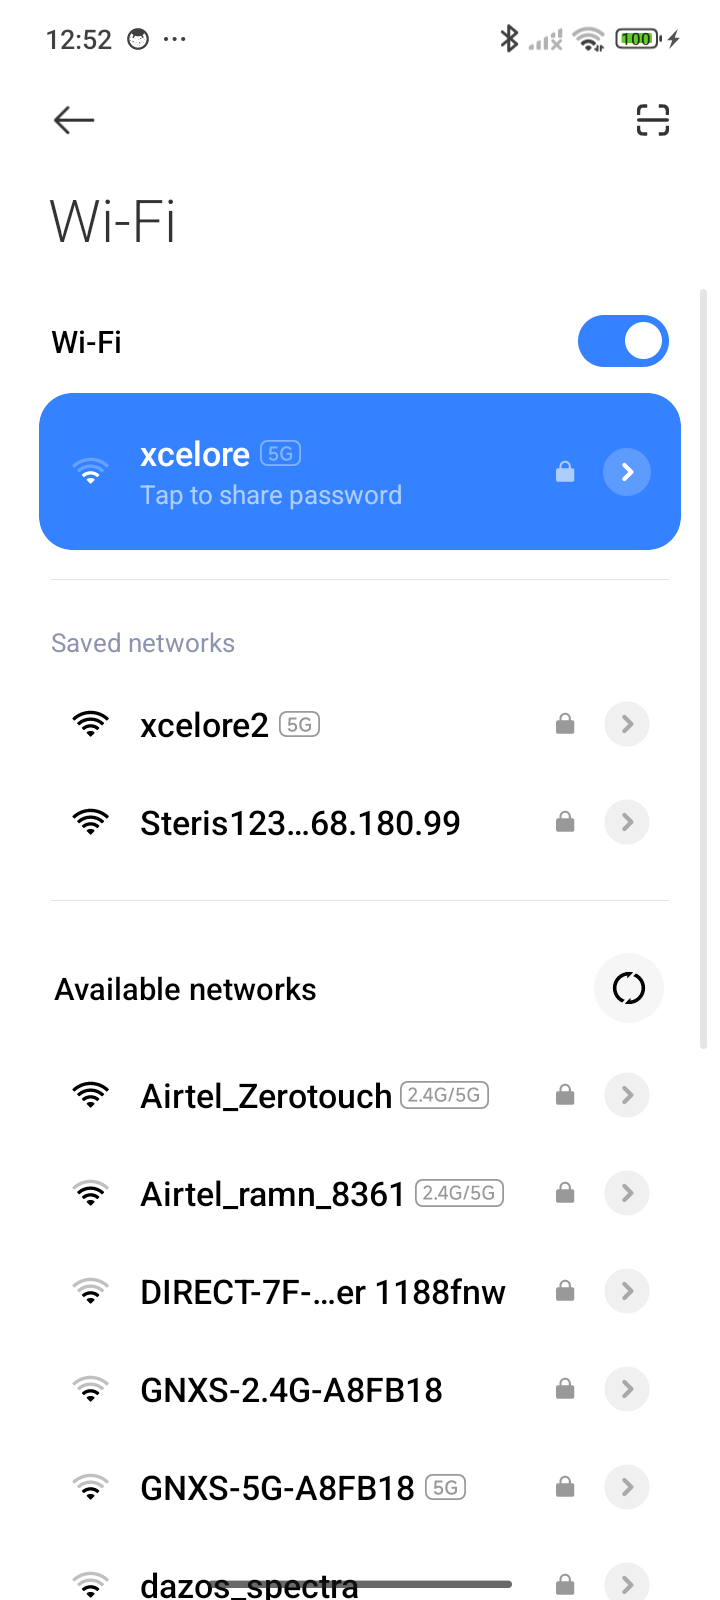 12:52
100
Wi-Fi
Wi-Fi
xcelore 5G
Tap to share password
Saved networks
xcelore2 5G
Steris123...68.180.99
Available networks
Airtel_Zerotouch 2.4G/5G
Airtel_ramn_8361 2.4G/5G
DIRECT-7F-...er 1188fnw
GNXS-2.4G-A8FB18
GNXS-5G-A8FB18 5G
dazos_spectra